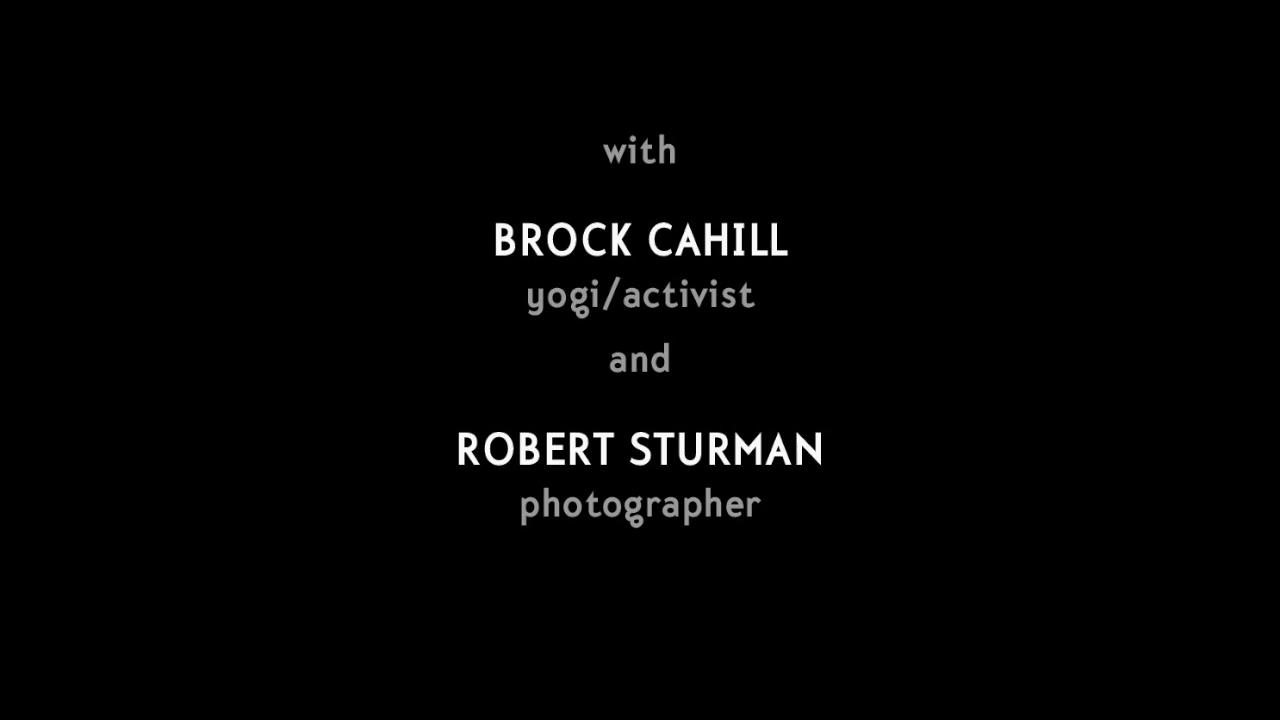 with
BROCK CAHILL
yogi/activist
and
ROBERT STURMAN
photographer